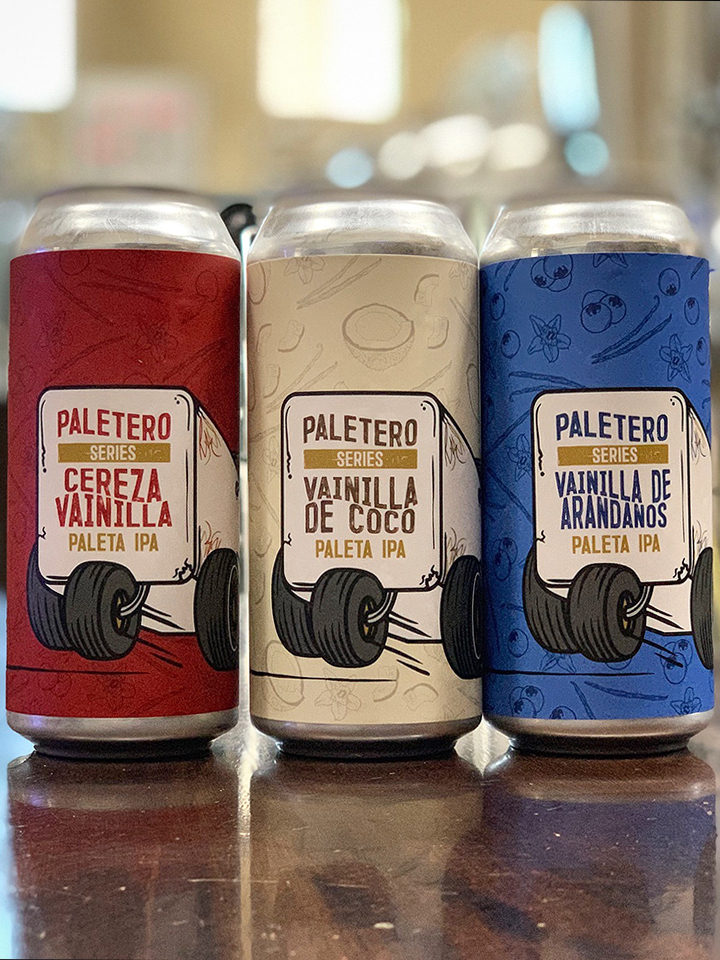 PALETERO
SERIES
CEREZA
VAINILLA
PALETA IPA
PALETERO
SERIES
VAINILLA
DE COCO
PALETA IPA
PALETERO
SERIES
VAINILLA DE
ARANDANOS
PALETA IPA